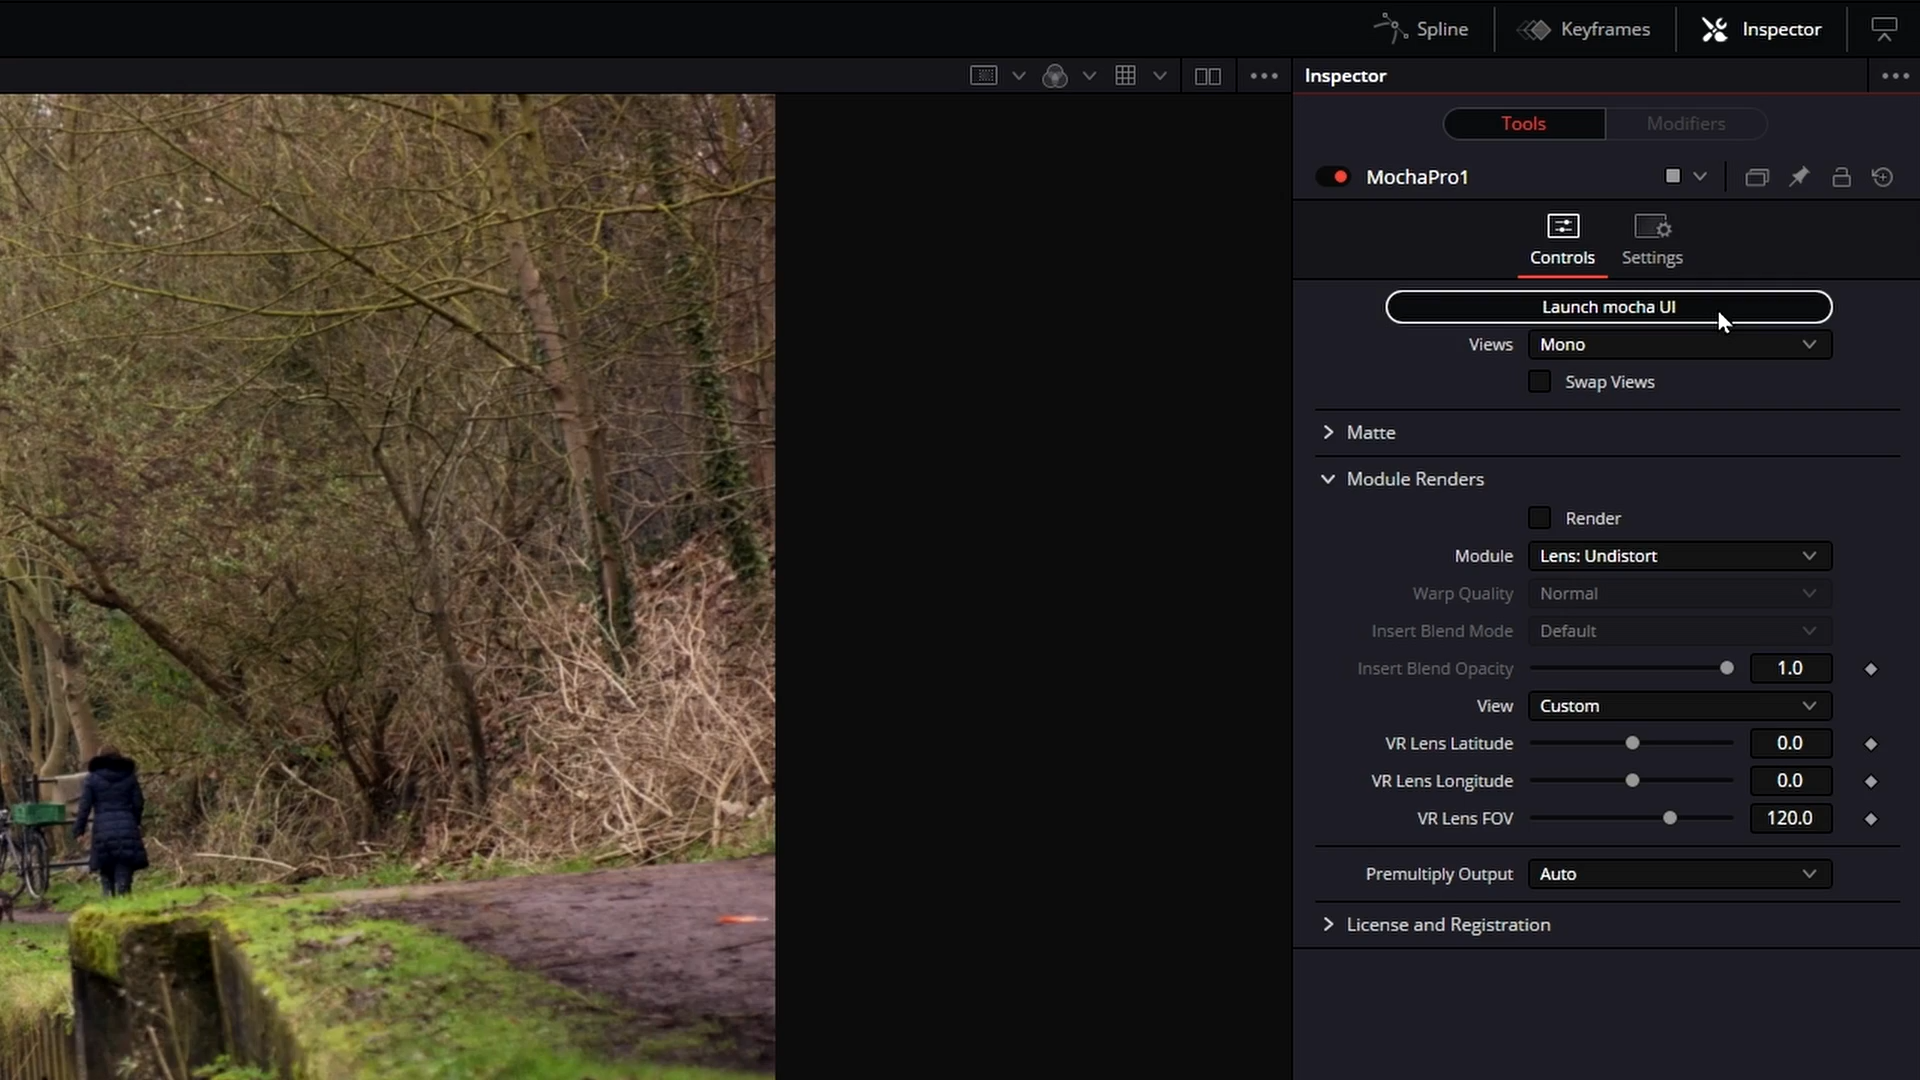 Spline
Keyframes
Inspector
Inspector
Tools
Modifiers
MochaPro1
Controls
Settings
Launch mocha UI
Views Mono
Swap Views
Matte
Module Renders
Render
Module Lens: Undistort
Warp Quality Normal
Insert Blend Mode Default
Insert Blend Opacity 1.0
View Custom
VR Lens Latitude 0.0
VR Lens Longitude 0.0
VR Lens FOV 120.0
Premultiply Output Auto
License and Registration